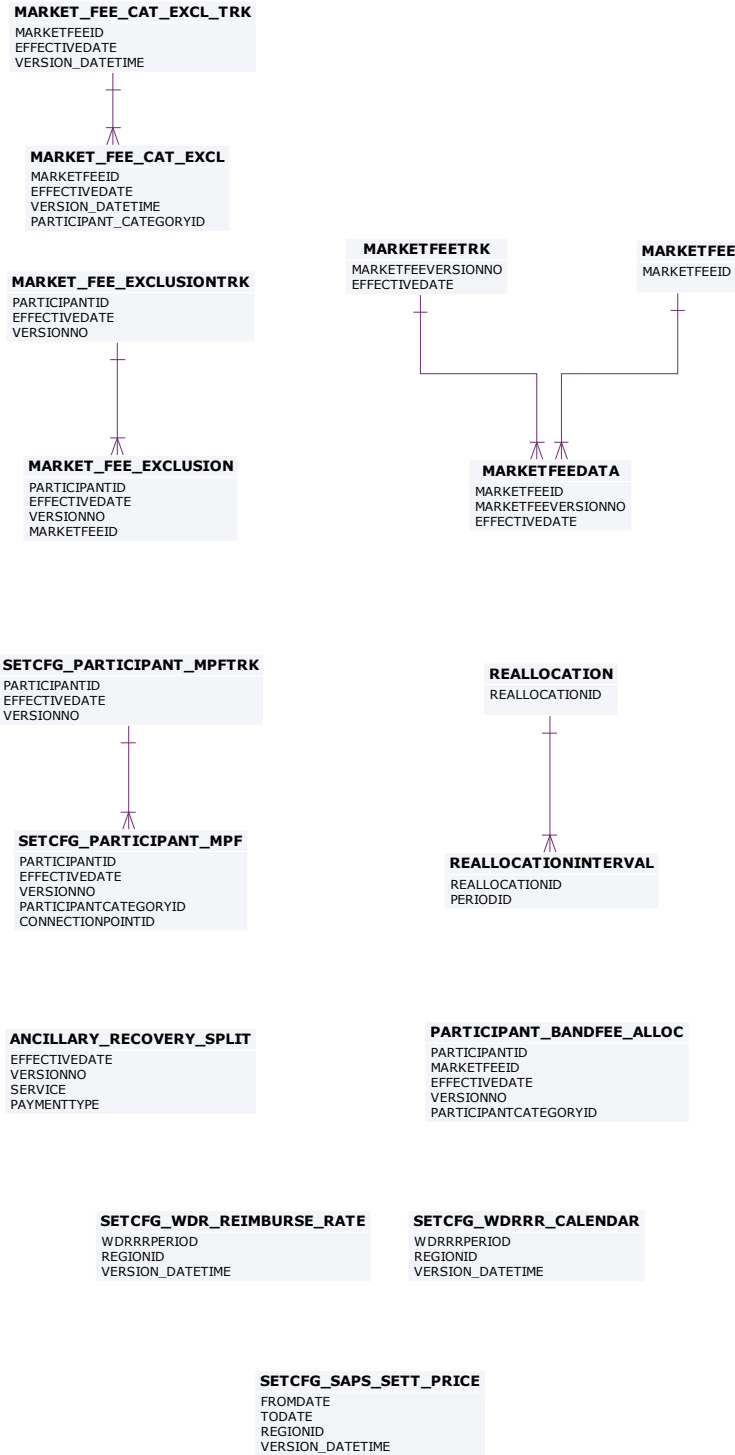 MARKET_FEE_CAT_EXCL_TRK
MARKETFEEID
EFFECTIVEDATE
VERSION_DATETIME
MARKET_FEE_CAT_EXCL
MARKETFEEID
EFFECTIVEDATE
VERSION_DATETIME
PARTICIPANT_CATEGORYID
MARKETFEETRK
MARKETFEEVERSIONNO
EFFECTIVEDATE
MARKETFEE
MARKETFEEID
MARKET_FEE_EXCLUSIONTRK
PARTICIPANTID
EFFECTIVEDATE
VERSIONNO
MARKET_FEE_EXCLUSION
PARTICIPANTID
EFFECTIVEDATE
VERSIONNO
MARKETFEEID
MARKETFEEDATA
MARKETFEEID
MARKETFEEVERSIONNO
EFFECTIVEDATE
SETCFG_PARTICIPANT_MPFTRK
PARTICIPANTID
EFFECTIVEDATE
VERSIONNO
REALLOCATION
REALLOCATIONID
SETCFG_PARTICIPANT_MPF
PARTICIPANTID
EFFECTIVEDATE
VERSIONNO
PARTICIPANTCATEGORYID
CONNECTIONPOINTID
REALLOCATIONINTERVAL
REALLOCATIONID
PERIODID
ANCILLARY_RECOVERY_SPLIT
EFFECTIVEDATE
VERSIONNO
SERVICE
PAYMENTTYPE
PARTICIPANT_BANDFEE_ALLOC
PARTICIPANTID
MARKETFEEID
EFFECTIVEDATE
VERSIONNO
PARTICIPANTCATEGORYID
SETCFG_WDR_REIMBURSE_RATE
WDRRRPERIOD
REGIONID
VERSION_DATETIME
SETCFG_WDRRR_CALENDAR
WDRRRPERIOD
REGIONID
VERSION_DATETIME
SETCFG_SAPS_SETT_PRICE
FROMDATE
TODATE
REGIONID
VERSION_DATETIME